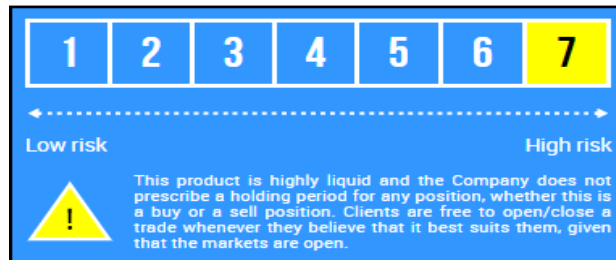 1 2 3 4 5 6 7
Low risk High risk
This product is highly liquid and the Company does not
prescribe a holding period for any position, whether this is
a buy or a sell position. Clients are free to open/close a
trade whenever they believe that it best suits them, given
that the markets are open.
!